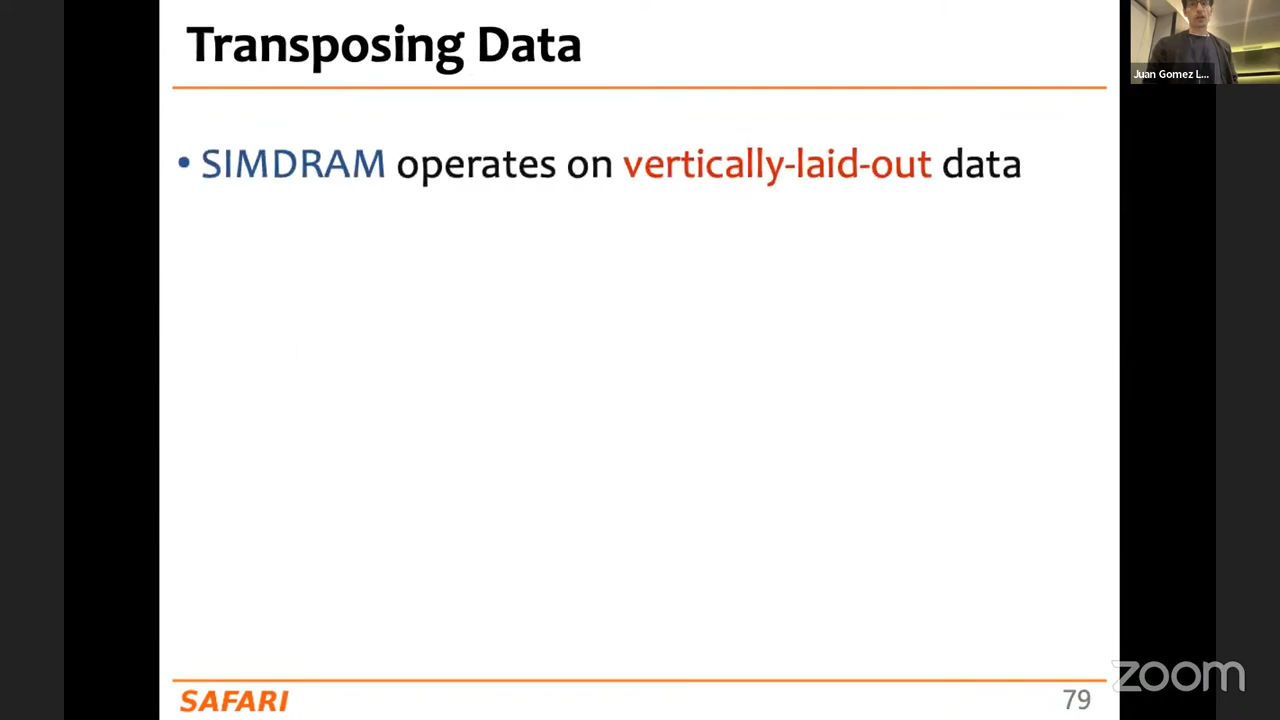 Transposing Data
Juan Gomez L...
• SIMDRAM operates on vertically-laid-out data
SAFARI
79
zoom